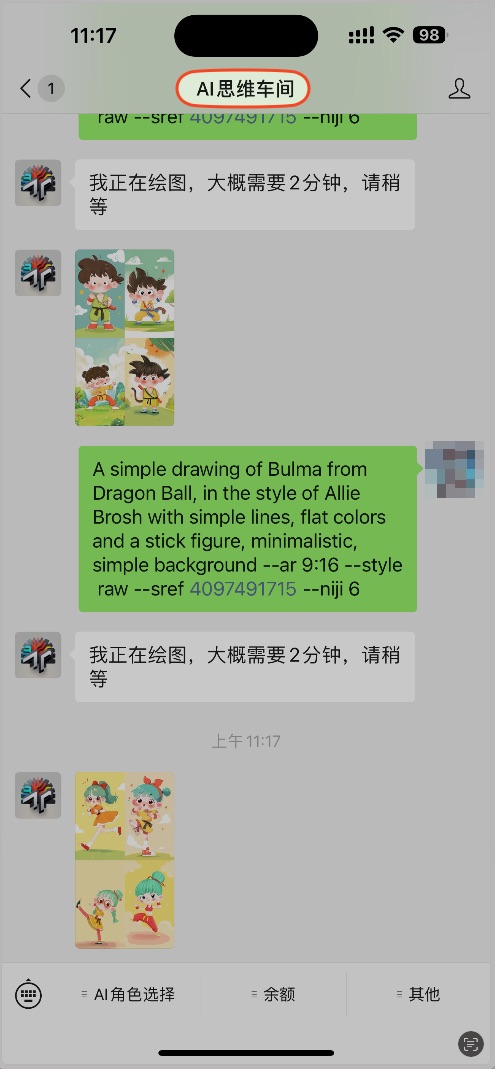 11:17
98
1
AI思维车间
raw --sref 4097491715 --niji 6
我正在绘图，大概需要2分钟，请稍
等
A simple drawing of Bulma from
Dragon Ball, in the style of Allie
Brosh with simple lines, flat colors
and a stick figure, minimalistic,
simple background --ar 9:16 --style
raw --sref 4097491715 --niji 6
我正在绘图，大概需要2分钟，请稍
等
上午 11:17
AI角色选择
余额
其他